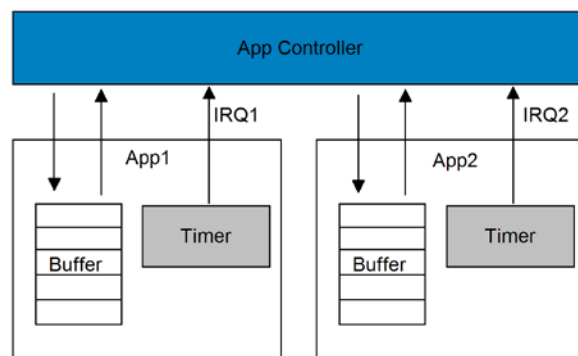 App Controller
IRQ1
IRQ2
App1
App2
Buffer
Timer
Buffer
Timer